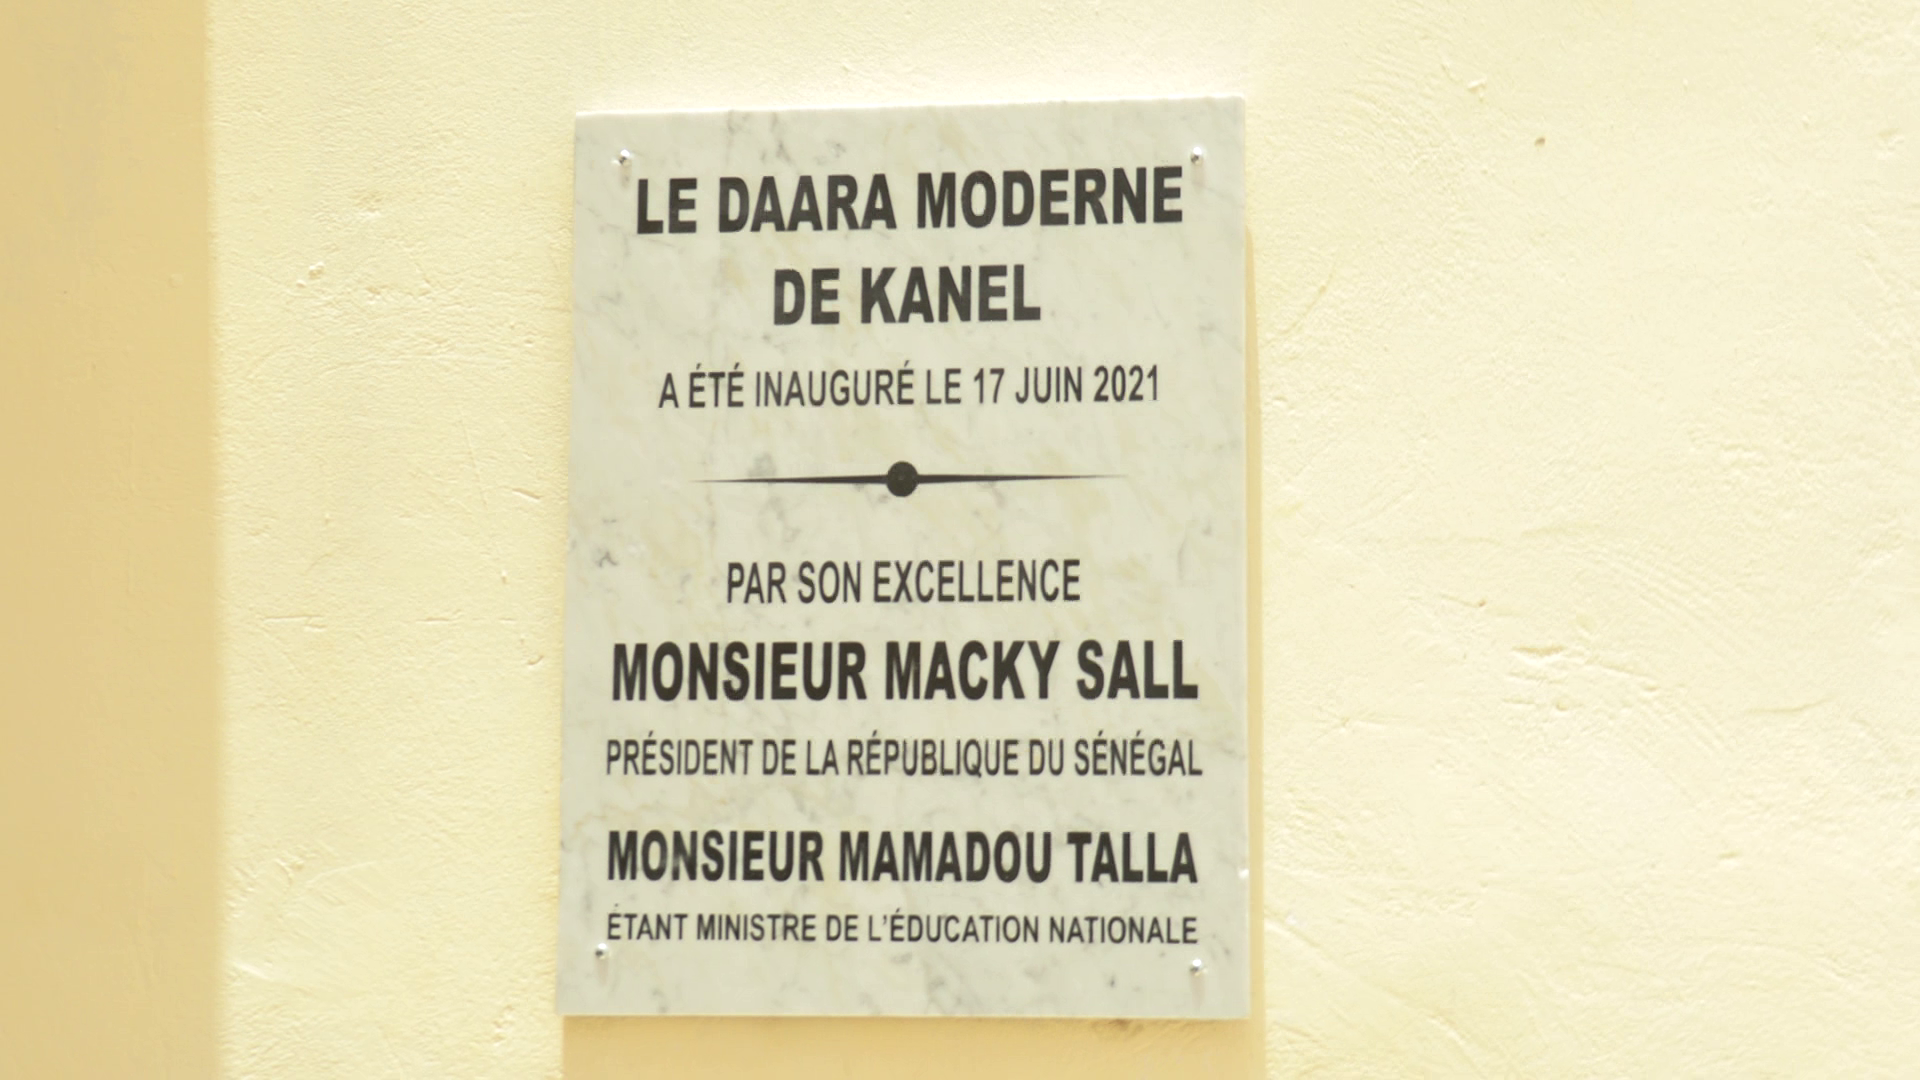 LE DAARA MODERNE
DE KANEL
A ÉTÉ INAUGURÉ LE 17 JUIN 2021
PAR SON EXCELLENCE
MONSIEUR MACKY SALL
PRÉSIDENT DE LA RÉPUBLIQUE DU SÉNÉGAL
MONSIEUR MAMADOU TALLA
ÉTANT MINISTRE DE L'ÉDUCATION NATIONALE